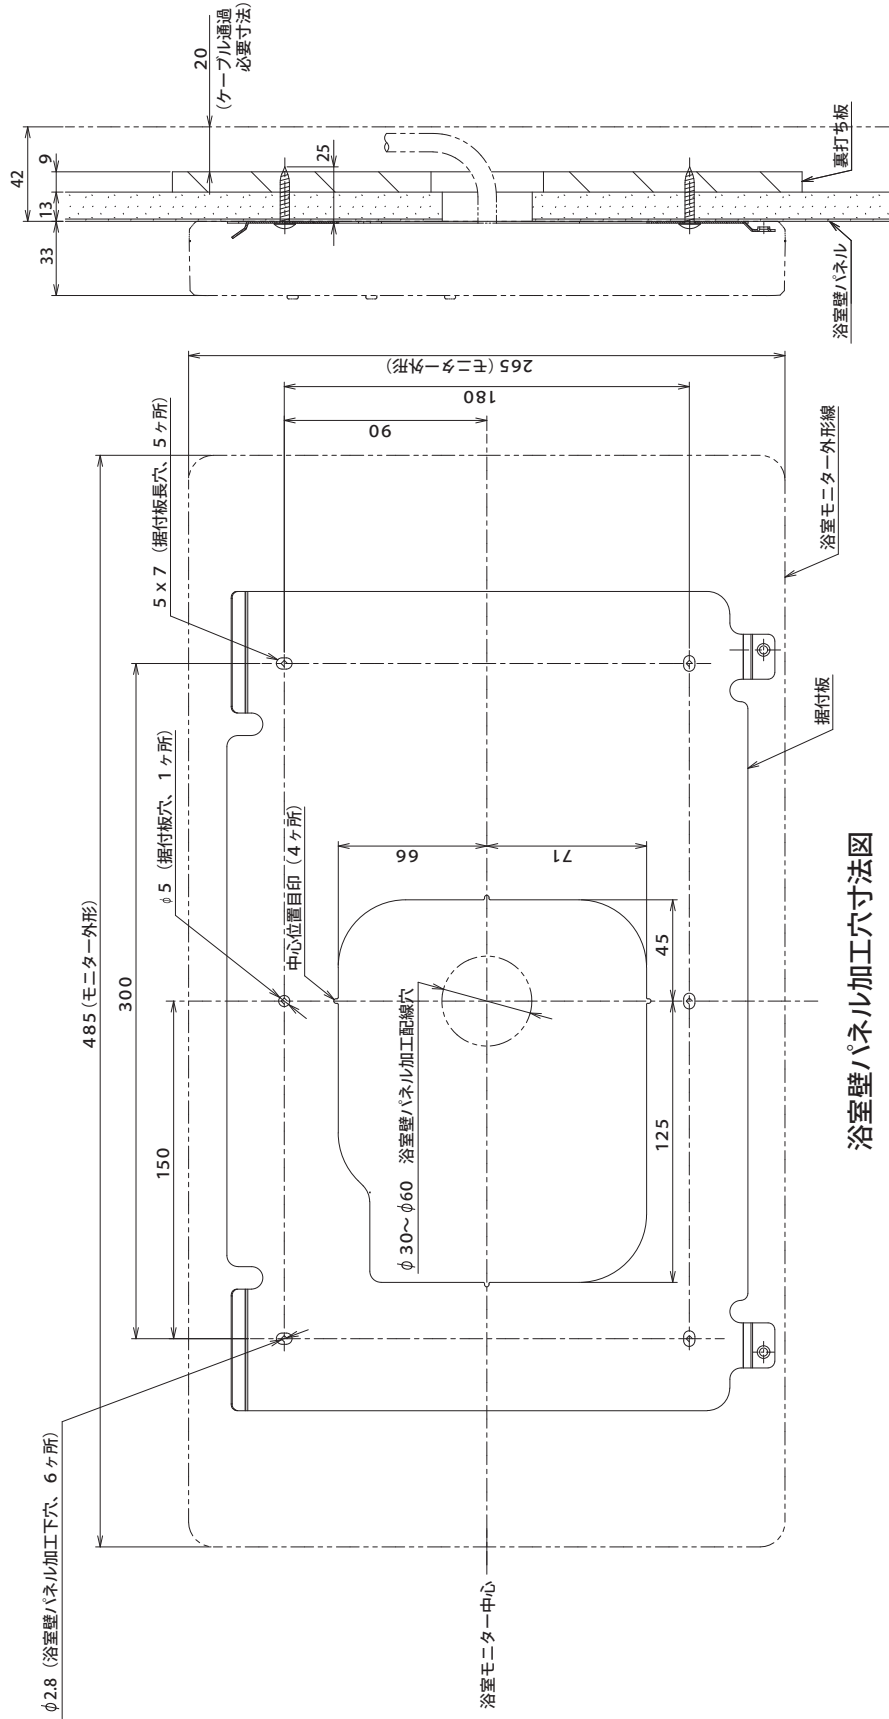 φ2.8（浴室壁パネル加工下穴、6ヶ所）
485（モニター外形）
300
150
φ5（据付板穴、1ヶ所）
5 x 7（据付板長穴、5ヶ所）
中心位置目印（4ヶ所）
φ30～φ60 浴室壁パネル加工配線穴
90
180
265（モニター外形）
66
71
45
125
浴室モニター中心
浴室モニター外形線
据付板
33
13
9
42
20
（ケーブル通過
必要寸法）
25
裏打ち板
浴室壁パネル
浴室壁パネル加工穴寸法図